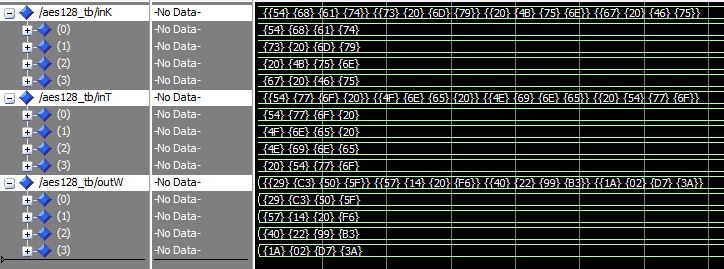 /aes128_tb/inK -No Data- {{54} {68} {61} {74}} {{73} {20} {6D} {79}} {{20} {4B} {75} {6E}} {{67} {20} {46} {75}}
(0) -No Data- {54} {68} {61} {74}
(1) -No Data- {73} {20} {6D} {79}
(2) -No Data- {20} {4B} {75} {6E}
(3) -No Data- {67} {20} {46} {75}
/aes128_tb/inT -No Data- {{54} {77} {6F} {20}} {{4F} {6E} {65} {20}} {{4E} {69} {6E} {65}} {{20} {54} {77} {6F}}
(0) -No Data- {54} {77} {6F} {20}
(1) -No Data- {4F} {6E} {65} {20}
(2) -No Data- {4E} {69} {6E} {65}
(3) -No Data- {20} {54} {77} {6F}
/aes128_tb/outW -No Data- {{29} {C3} {50} {5F}} {{57} {14} {20} {F6}} {{40} {22} {99} {B3}} {{1A} {02} {D7} {3A}}
(0) -No Data- {29} {C3} {50} {5F}
(1) -No Data- {57} {14} {20} {F6}
(2) -No Data- {40} {22} {99} {B3}
(3) -No Data- {1A} {02} {D7} {3A}